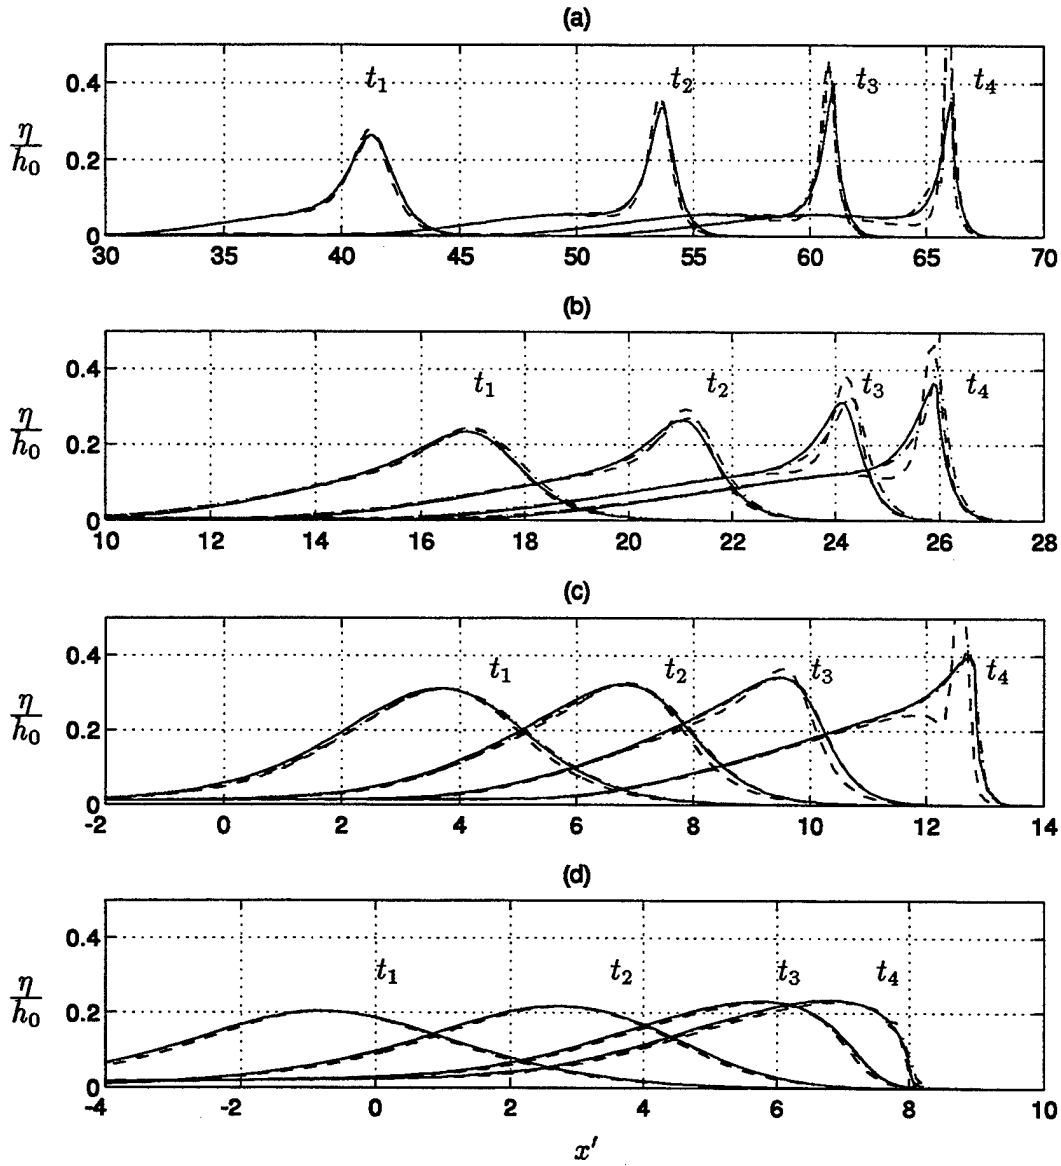 (a)
t₁ t₂ t₃ t₄
0.4
η/h₀ 0.2
0
30 35 40 45 50 55 60 65 70
(b)
0.4
t₁ t₂ t₃ t₄
η/h₀ 0.2
0
10 12 14 16 18 20 22 24 26 28
(c)
0.4
t₁ t₂ t₃ t₄
η/h₀ 0.2
0
-2 0 2 4 6 8 10 12 14
(d)
0.4
t₁ t₂ t₃ t₄
η/h₀ 0.2
0
-4 -2 0 2 4 6 8 10
x′